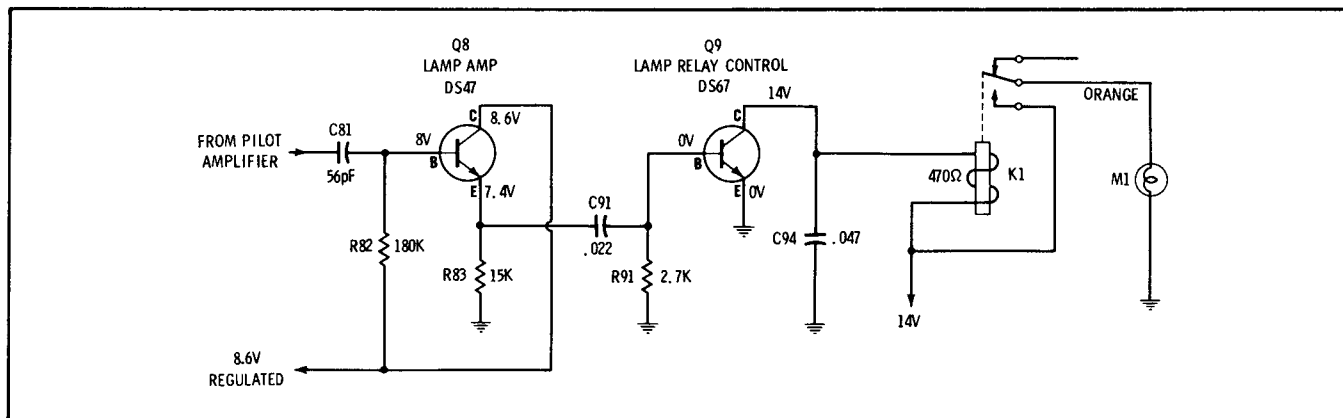 Q8
LAMP AMP
DS47
Q9
LAMP RELAY CONTROL
DS67
14V
ORANGE
C
8.6V
C
FROM PILOT
AMPLIFIER
C81
56pF
8V
B
0V
B
E
7.4V
E
0V
470Ω
K1
M1
C91
.022
R82
180K
R83
15K
R91
2.7K
C94
.047
14V
8.6V
REGULATED